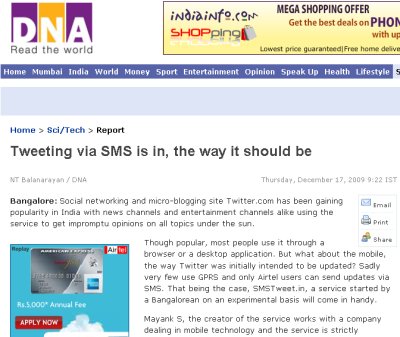 DNA
Read the world
indiainfo.com
SHOPPing
MEGA SHOPPING OFFER
Get the best deals on PHON
with ev
Lowest price guaranteed|Free home delive
Home Mumbai India World Money Sport Entertainment Opinion Speak Up Health Lifestyle S
Home > Sci/Tech > Report
Tweeting via SMS is in, the way it should be
NT Balanarayan / DNA
Thursday, December 17, 2009 9:22 IST
Bangalore: Social networking and micro-blogging site Twitter.com has been gaining
popularity in India with news channels and entertainment channels alike using the
service to get impromptu opinions on all topics under the sun.
Email
Print
Share
Replay
AMERICAN EXPRESS
Airtel
Rs.5,000* Annual Fee
APPLY NOW
Though popular, most people use it through a
browser or a desktop application. But what about the mobile,
the way Twitter was initially intended to be updated? Sadly
very few use GPRS and only Airtel users can send updates via
SMS. That being the case, SMSTweet.in, a service started by
a Bangalorean on an experimental basis will come in handy.
Mayank S, the creator of the service works with a company
dealing in mobile technology and the service is strictly